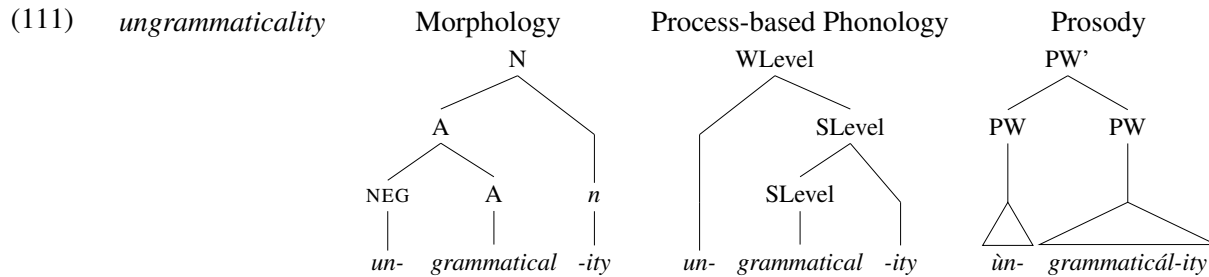 (111) ungrammaticality Morphology Process-based Phonology Prosody
N WLevel PW'
A SLevel PW PW
NEG A n SLevel
un- grammatical -ity un- grammatical -ity ùn- grammaticál-ity